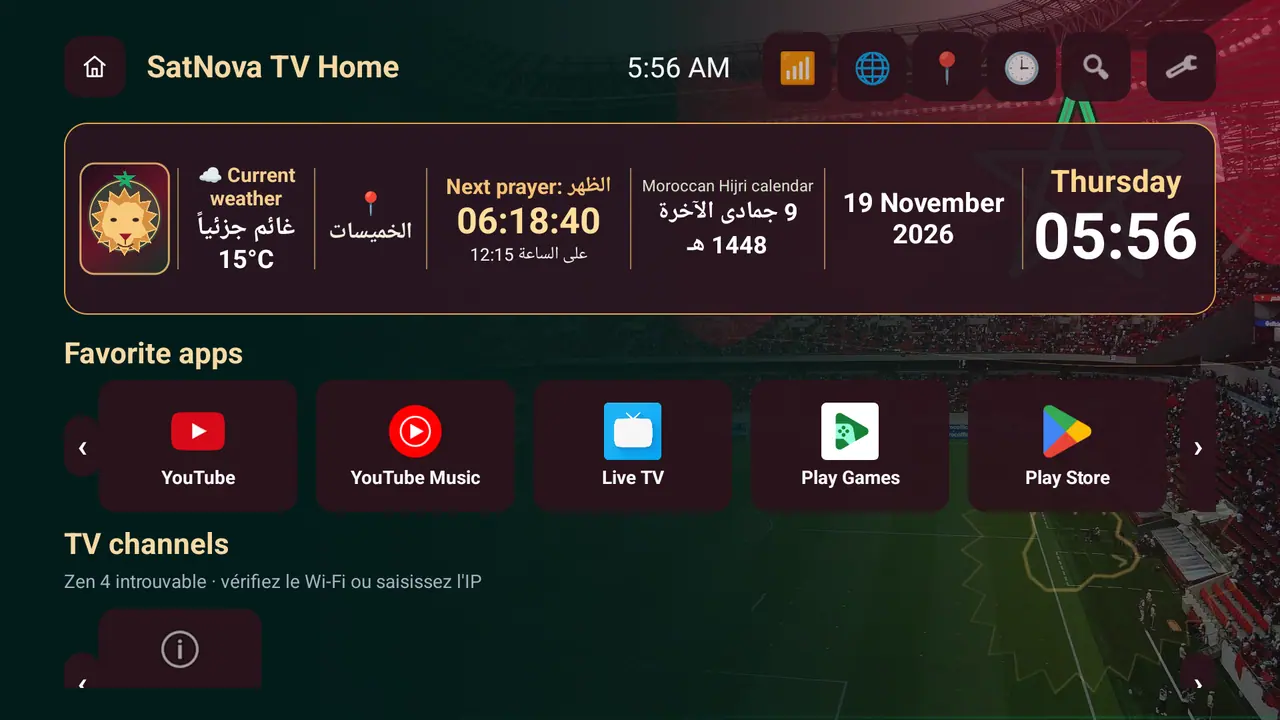 SatNova TV Home
5:56 AM
Current
weather
غائم جزئياً
15°C
الخميسات
Next prayer: الظهر
06:18:40
على الساعة 12:15
Moroccan Hijri calendar
9 جمادى الآخرة
1448 هـ
19 November
2026
Thursday
05:56
Favorite apps
YouTube
YouTube Music
Live TV
Play Games
Play Store
TV channels
Zen 4 introuvable · vérifiez le Wi-Fi ou saisissez l'IP